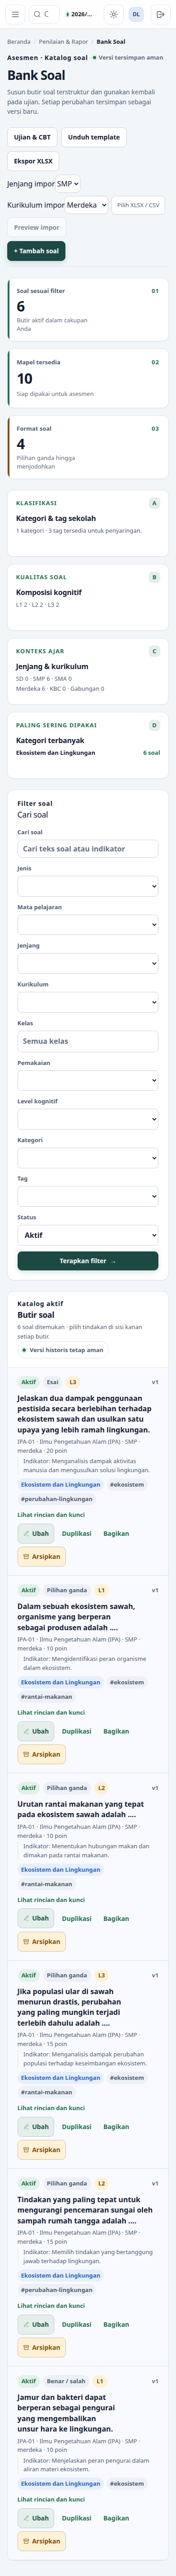 C
2026/...
DL
Beranda / Penilaian & Rapor / Bank Soal
Asesmen · Katalog soal
Versi tersimpan aman
Bank Soal
Susun butir soal terstruktur dan gunakan kembali pada ujian. Setiap perubahan tersimpan sebagai versi baru.
Ujian & CBT
Unduh template
Ekspor XLSX
Jenjang impor SMP
Kurikulum impor Merdeka
Pilih XLSX / CSV
Preview impor
+ Tambah soal
Soal sesuai filter
01
6
Butir aktif dalam cakupan Anda
Mapel tersedia
02
10
Siap dipakai untuk asesmen
Format soal
03
4
Pilihan ganda hingga menjodohkan
KLASIFIKASI
A
Kategori & tag sekolah
1 kategori · 3 tag tersedia untuk penyaringan.
KUALITAS SOAL
B
Komposisi kognitif
L1 2 · L2 2 · L3 2
KONTEKS AJAR
C
Jenjang & kurikulum
SD 0 · SMP 6 · SMA 0
Merdeka 6 · KBC 0 · Gabungan 0
PALING SERING DIPAKAI
D
Kategori terbanyak
Ekosistem dan Lingkungan
6 soal
Filter soal
Cari soal
Cari soal
Cari teks soal atau indikator
Jenis
Mata pelajaran
Jenjang
Kurikulum
Kelas
Semua kelas
Pemakaian
Level kognitif
Kategori
Tag
Status
Aktif
Terapkan filter →
Katalog aktif
Butir soal
6 soal ditemukan · pilih tindakan di sisi kanan setiap butir.
Versi historis tetap aman
Aktif Esai L3 v1
Jelaskan dua dampak penggunaan pestisida secara berlebihan terhadap ekosistem sawah dan usulkan satu upaya yang lebih ramah lingkungan.
IPA-01 · Ilmu Pengetahuan Alam (IPA) · SMP · merdeka · 20 poin
Indikator: Menganalisis dampak aktivitas manusia dan mengusulkan solusi lingkungan.
Ekosistem dan Lingkungan #ekosistem
#perubahan-lingkungan
Lihat rincian dan kunci
Ubah Duplikasi Bagikan
Arsipkan
Aktif Pilihan ganda L1 v1
Dalam sebuah ekosistem sawah, organisme yang berperan sebagai produsen adalah ....
IPA-01 · Ilmu Pengetahuan Alam (IPA) · SMP · merdeka · 10 poin
Indikator: Mengidentifikasi peran organisme dalam ekosistem.
Ekosistem dan Lingkungan #ekosistem
#rantai-makanan
Lihat rincian dan kunci
Ubah Duplikasi Bagikan
Arsipkan
Aktif Pilihan ganda L2 v1
Urutan rantai makanan yang tepat pada ekosistem sawah adalah ....
IPA-01 · Ilmu Pengetahuan Alam (IPA) · SMP · merdeka · 10 poin
Indikator: Menentukan hubungan makan dan dimakan pada rantai makanan.
Ekosistem dan Lingkungan
#rantai-makanan
Lihat rincian dan kunci
Ubah Duplikasi Bagikan
Arsipkan
Aktif Pilihan ganda L3 v1
Jika populasi ular di sawah menurun drastis, perubahan yang paling mungkin terjadi terlebih dahulu adalah ....
IPA-01 · Ilmu Pengetahuan Alam (IPA) · SMP · merdeka · 15 poin
Indikator: Menganalisis dampak perubahan populasi terhadap keseimbangan ekosistem.
Ekosistem dan Lingkungan #ekosistem
#rantai-makanan
Lihat rincian dan kunci
Ubah Duplikasi Bagikan
Arsipkan
Aktif Pilihan ganda L2 v1
Tindakan yang paling tepat untuk mengurangi pencemaran sungai oleh sampah rumah tangga adalah ....
IPA-01 · Ilmu Pengetahuan Alam (IPA) · SMP · merdeka · 15 poin
Indikator: Memilih tindakan yang bertanggung jawab terhadap lingkungan.
Ekosistem dan Lingkungan
#perubahan-lingkungan
Lihat rincian dan kunci
Ubah Duplikasi Bagikan
Arsipkan
Aktif Benar / salah L1 v1
Jamur dan bakteri dapat berperan sebagai pengurai yang mengembalikan unsur hara ke lingkungan.
IPA-01 · Ilmu Pengetahuan Alam (IPA) · SMP · merdeka · 10 poin
Indikator: Menjelaskan peran pengurai dalam aliran materi ekosistem.
Ekosistem dan Lingkungan #ekosistem
Lihat rincian dan kunci
Ubah Duplikasi Bagikan
Arsipkan